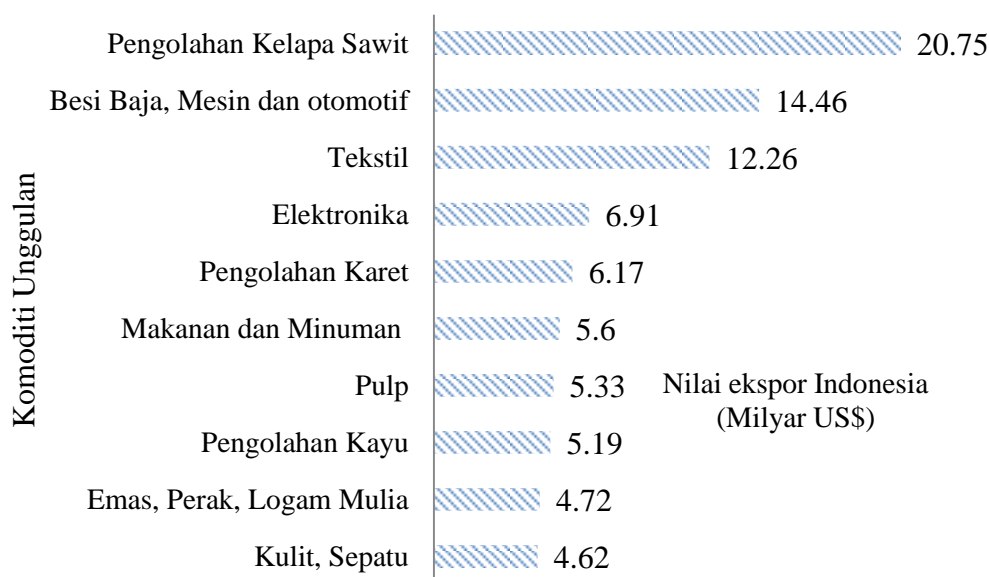 Komoditi Unggulan
Pengolahan Kelapa Sawit 20.75
Besi Baja, Mesin dan otomotif 14.46
Tekstil 12.26
Elektronika 6.91
Pengolahan Karet 6.17
Makanan dan Minuman 5.6
Pulp 5.33
Pengolahan Kayu 5.19
Emas, Perak, Logam Mulia 4.72
Kulit, Sepatu 4.62
Nilai ekspor Indonesia
(Milyar US$)